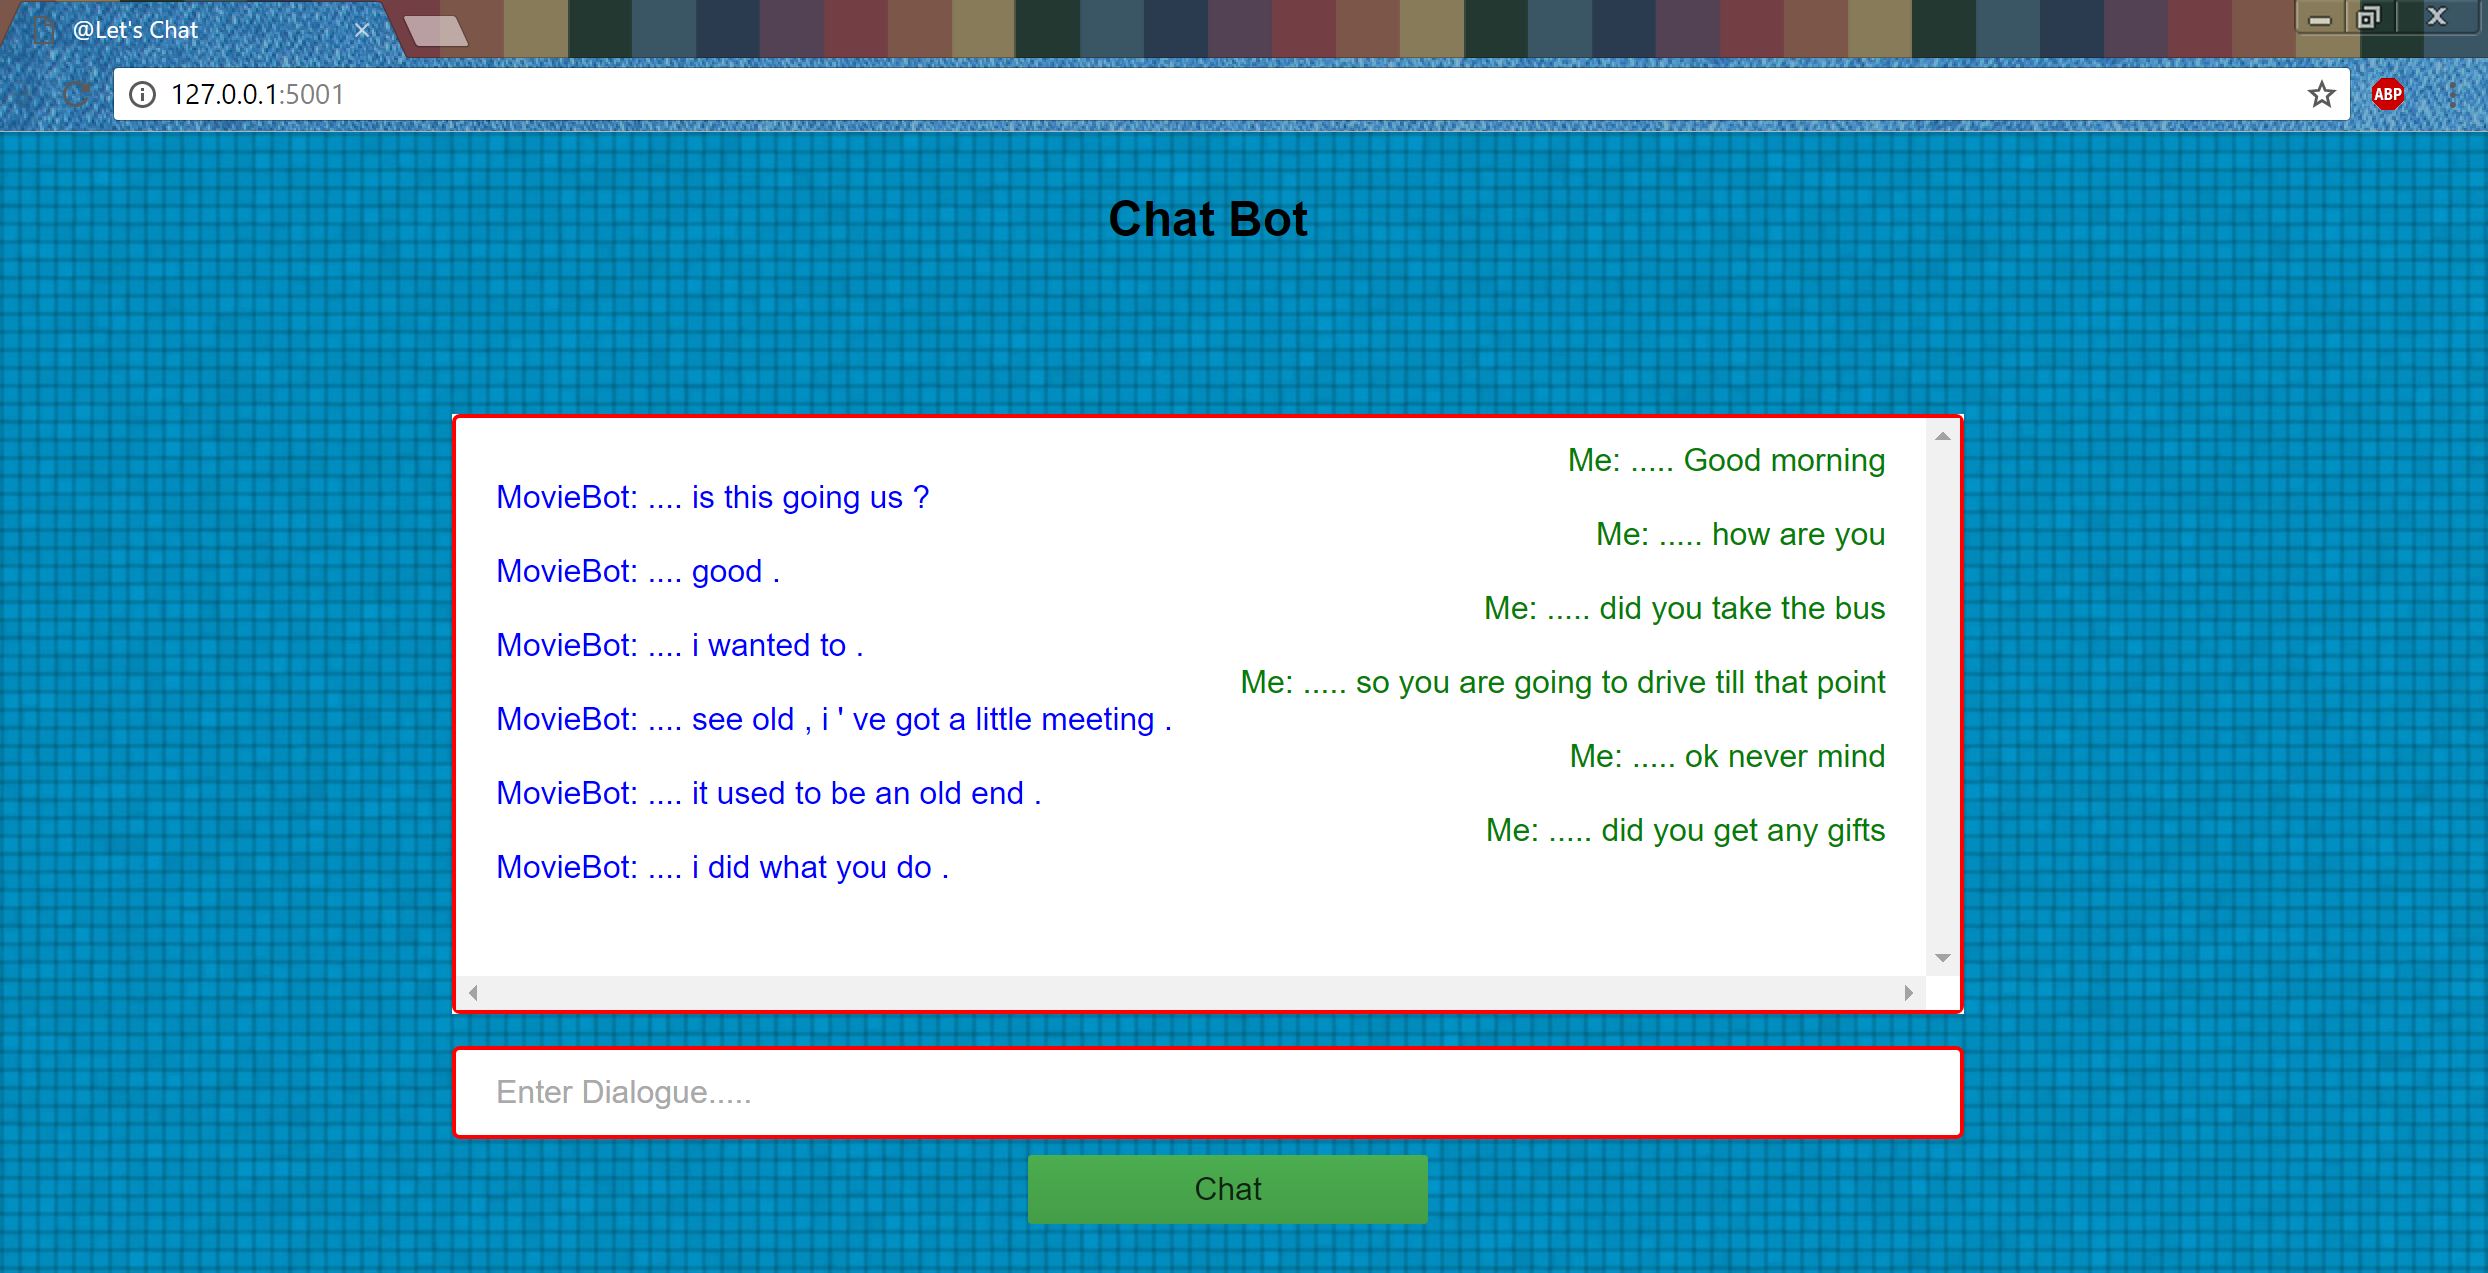 @Let's Chat
127.0.0.1:5001
ABP
Chat Bot
Me: ..... Good morning
MovieBot: .... is this going us ?
Me: ..... how are you
MovieBot: .... good .
Me: ..... did you take the bus
MovieBot: .... i wanted to .
Me: ..... so you are going to drive till that point
MovieBot: .... see old , i ' ve got a little meeting .
Me: ..... ok never mind
MovieBot: .... it used to be an old end .
Me: ..... did you get any gifts
MovieBot: .... i did what you do .
Enter Dialogue.....
Chat